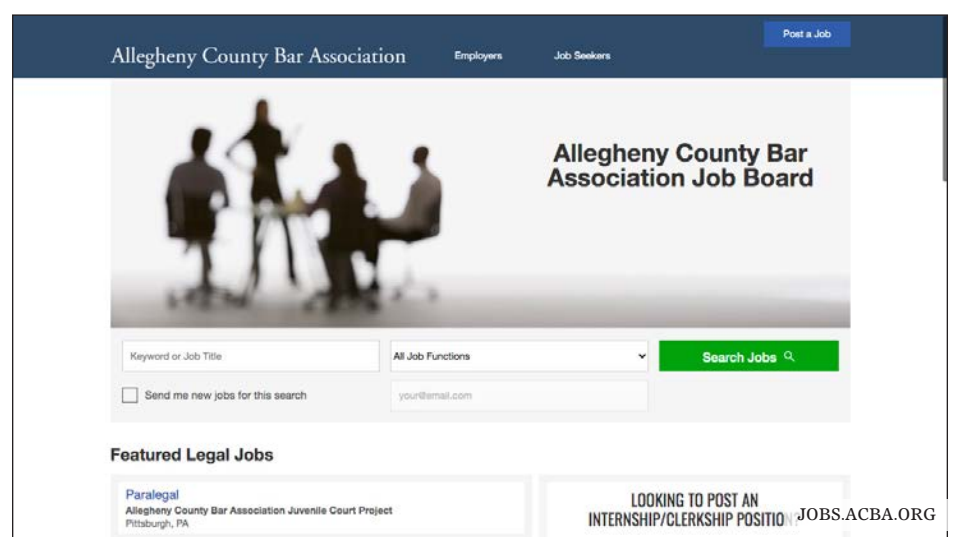 Post a Job
Allegheny County Bar Association
Employers
Job Seekers
Allegheny County Bar
Association Job Board
Keyword or Job Title
All Job Functions
Search Jobs
Send me new jobs for this search
your@email.com
Featured Legal Jobs
Paralegal
Allegheny County Bar Association Juvenile Court Project
Pittsburgh, PA
LOOKING TO POST AN
INTERNSHIP/CLERKSHIP POSITION?
JOBS.ACBA.ORG